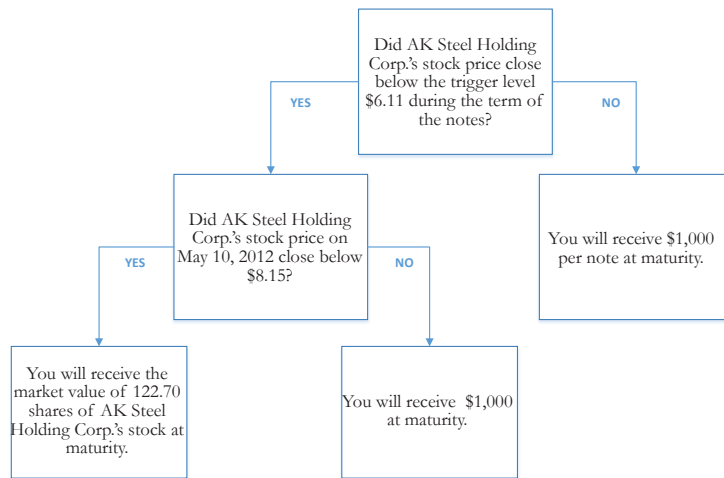 Did AK Steel Holding
Corp.'s stock price close
below the trigger level
$6.11 during the term of
the notes?
YES
NO
Did AK Steel Holding
Corp.'s stock price on
May 10, 2012 close below
$8.15?
You will receive $1,000
per note at maturity.
YES
NO
You will receive the
market value of 122.70
shares of AK Steel
Holding Corp.'s stock at
maturity.
You will receive $1,000
at maturity.